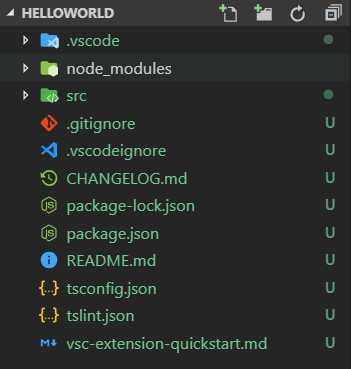 HELLOWORLD
.vscode
node_modules
src
.gitignore U
.vscodeignore U
CHANGELOG.md U
package-lock.json U
package.json U
README.md U
tsconfig.json U
tslint.json U
vsc-extension-quickstart.md U